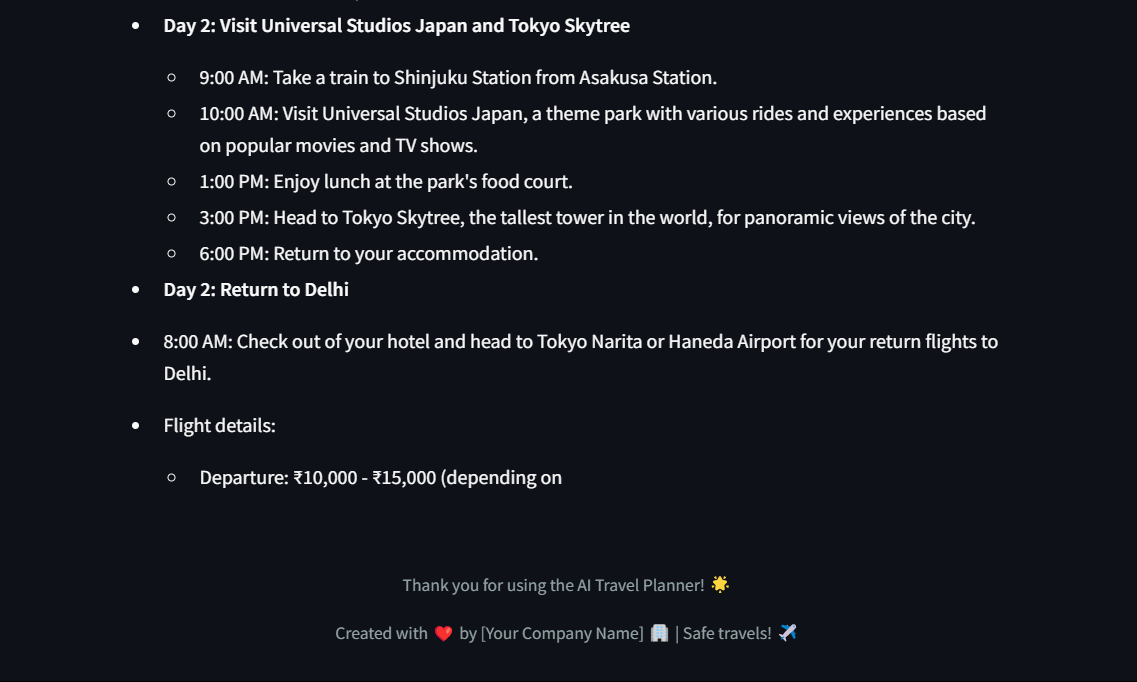 Day 2: Visit Universal Studios Japan and Tokyo Skytree
9:00 AM: Take a train to Shinjuku Station from Asakusa Station.
10:00 AM: Visit Universal Studios Japan, a theme park with various rides and experiences based
on popular movies and TV shows.
1:00 PM: Enjoy lunch at the park's food court.
3:00 PM: Head to Tokyo Skytree, the tallest tower in the world, for panoramic views of the city.
6:00 PM: Return to your accommodation.
Day 2: Return to Delhi
8:00 AM: Check out of your hotel and head to Tokyo Narita or Haneda Airport for your return flights to
Delhi.
Flight details:
Departure: ₹10,000 - ₹15,000 (depending on
Thank you for using the AI Travel Planner! 🌟
Created with ❤️ by [Your Company Name] 🏢 | Safe travels! ✈️